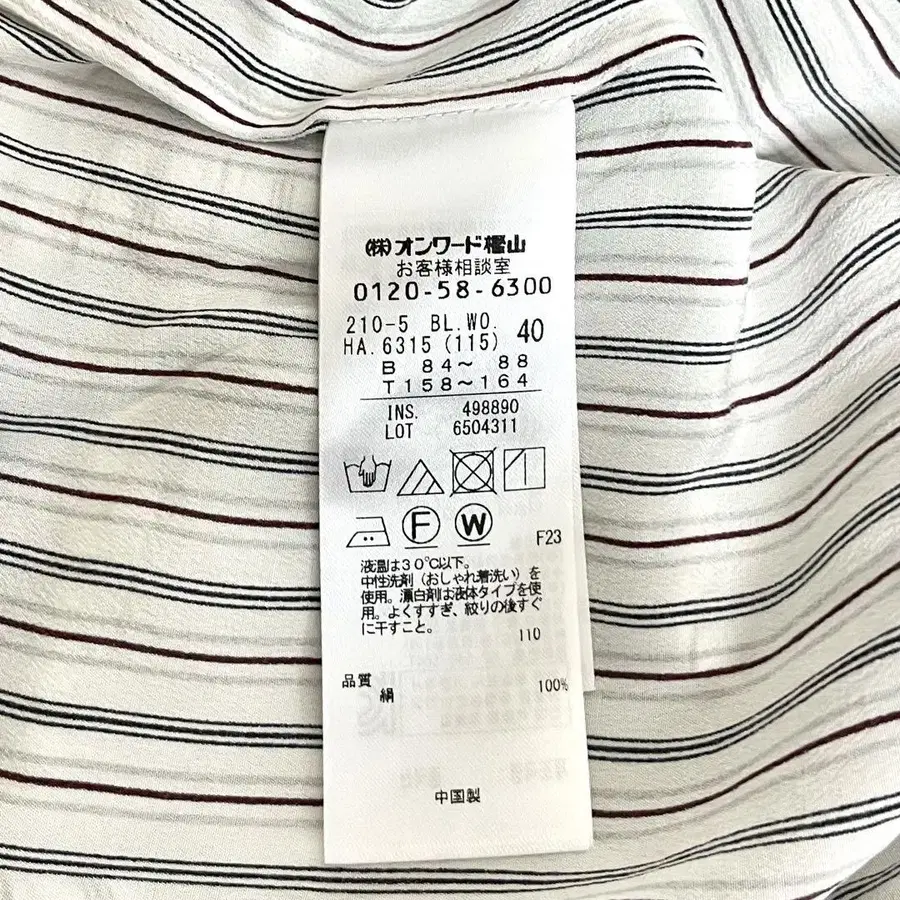 ㈱オンワード樫山
お客様相談室
0120-58-6300
210-5 BL.WO. 40
HA.6315 (115)
B 84〜 88
T 158〜164
INS. 498890
LOT 6504311
F W F23
液温は30℃以下。
中性洗剤（おしゃれ着洗い）を
使用。漂白剤は液体タイプを使
用。よくすすぎ、絞りの後すぐ
に干すこと。
110
品質
絹 100%
中国製